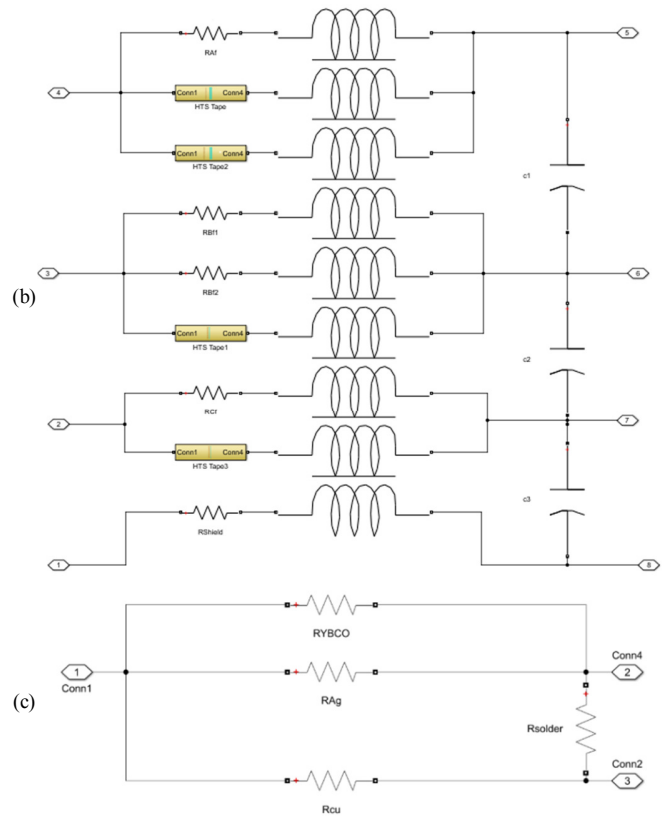 RAf
5
4
Conn1 Conn4
HTS Tape
Conn1 Conn4
HTS Tape2
c1
RBf1
3
6
(b)
RBf2
Conn1 Conn4
HTS Tape1
c2
RCf
2
7
Conn1 Conn4
HTS Tape3
c3
RShield
1
8
RYBCO
Conn4
1
RAg
2
Conn1
(c)
Rsolder
Conn2
3
Rcu